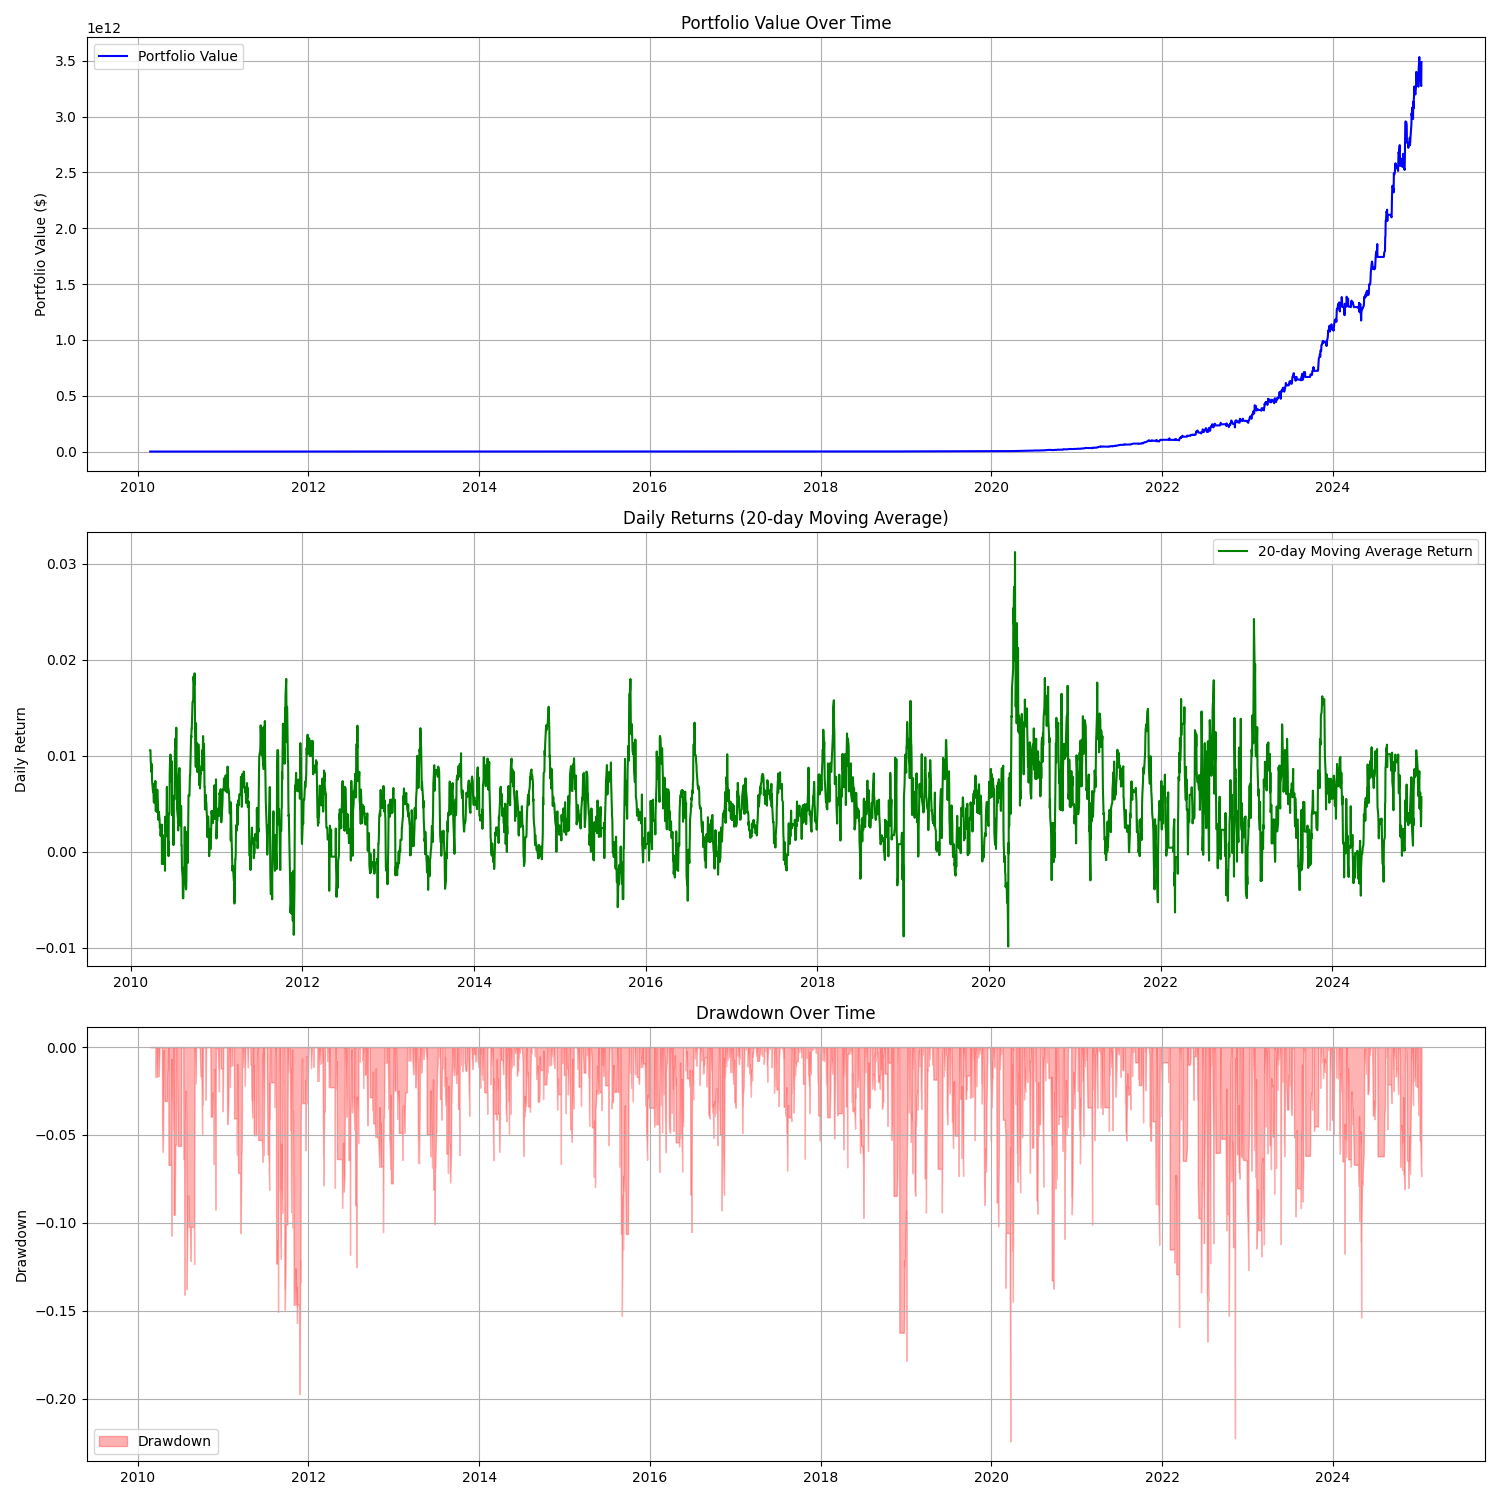 Portfolio Value Over Time
1e12
Portfolio Value
3.5
3.0
2.5
2.0
1.5
1.0
0.5
0.0
Portfolio Value ($)
2010 2012 2014 2016 2018 2020 2022 2024
Daily Returns (20-day Moving Average)
20-day Moving Average Return
0.03
0.02
0.01
0.00
−0.01
Daily Return
2010 2012 2014 2016 2018 2020 2022 2024
Drawdown Over Time
0.00
−0.05
−0.10
−0.15
−0.20
Drawdown
Drawdown
2010 2012 2014 2016 2018 2020 2022 2024